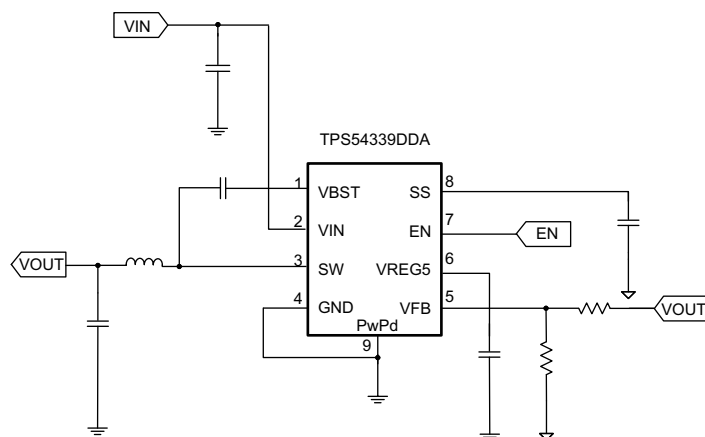 VIN
TPS54339DDA
1 VBST SS 8
2 VIN EN 7 EN
VOUT 3 SW VREG5 6
4 GND VFB 5 VOUT
PwPd
9